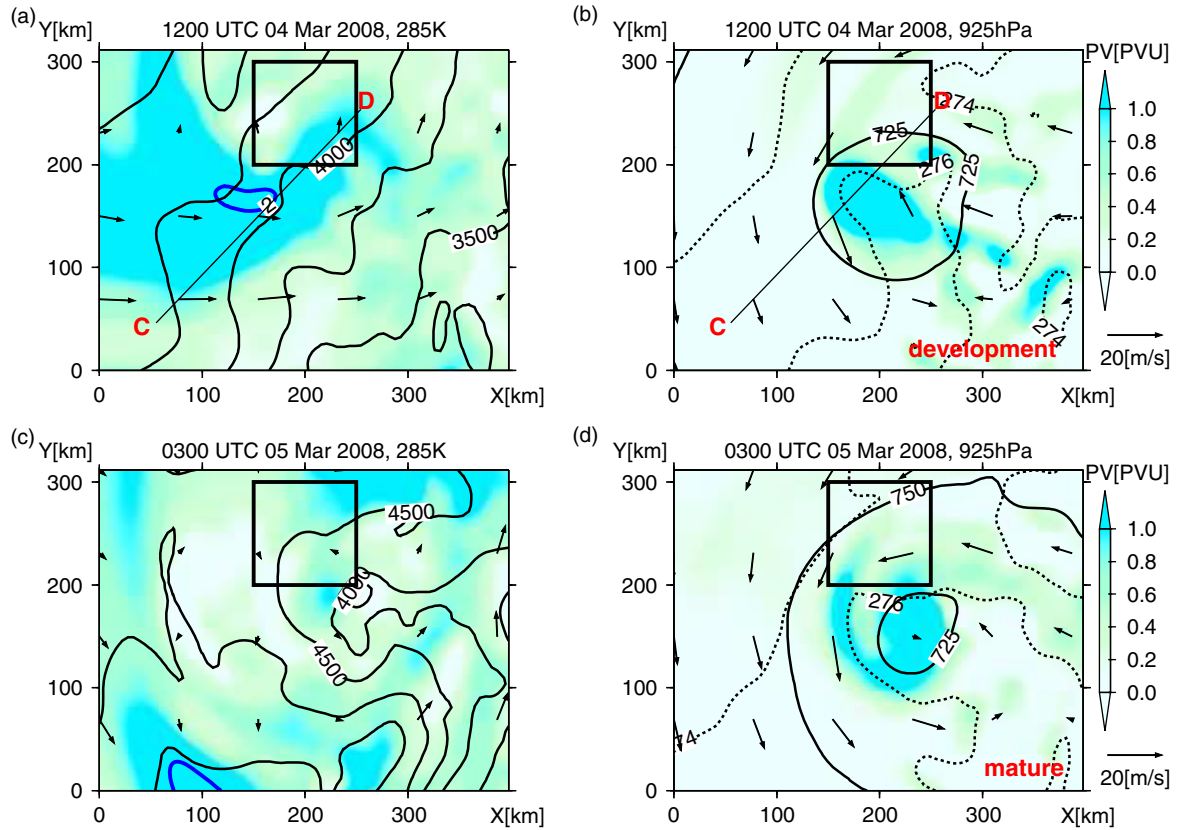 (a)
Y[km]
1200 UTC 04 Mar 2008, 285K
300
200
100
0
0
100
200
300
X[km]
D
C
4000
2
3500
(b)
Y[km]
1200 UTC 04 Mar 2008, 925hPa
300
200
100
0
0
100
200
300
X[km]
D
C
274
725
276
725
274
development
PV[PVU]
1.0
0.8
0.6
0.4
0.2
0.0
20[m/s]
(c)
Y[km]
0300 UTC 05 Mar 2008, 285K
300
200
100
0
0
100
200
300
X[km]
4500
4000
4500
(d)
Y[km]
0300 UTC 05 Mar 2008, 925hPa
300
200
100
0
0
100
200
300
X[km]
750
276
725
74
mature
PV[PVU]
1.0
0.8
0.6
0.4
0.2
0.0
20[m/s]